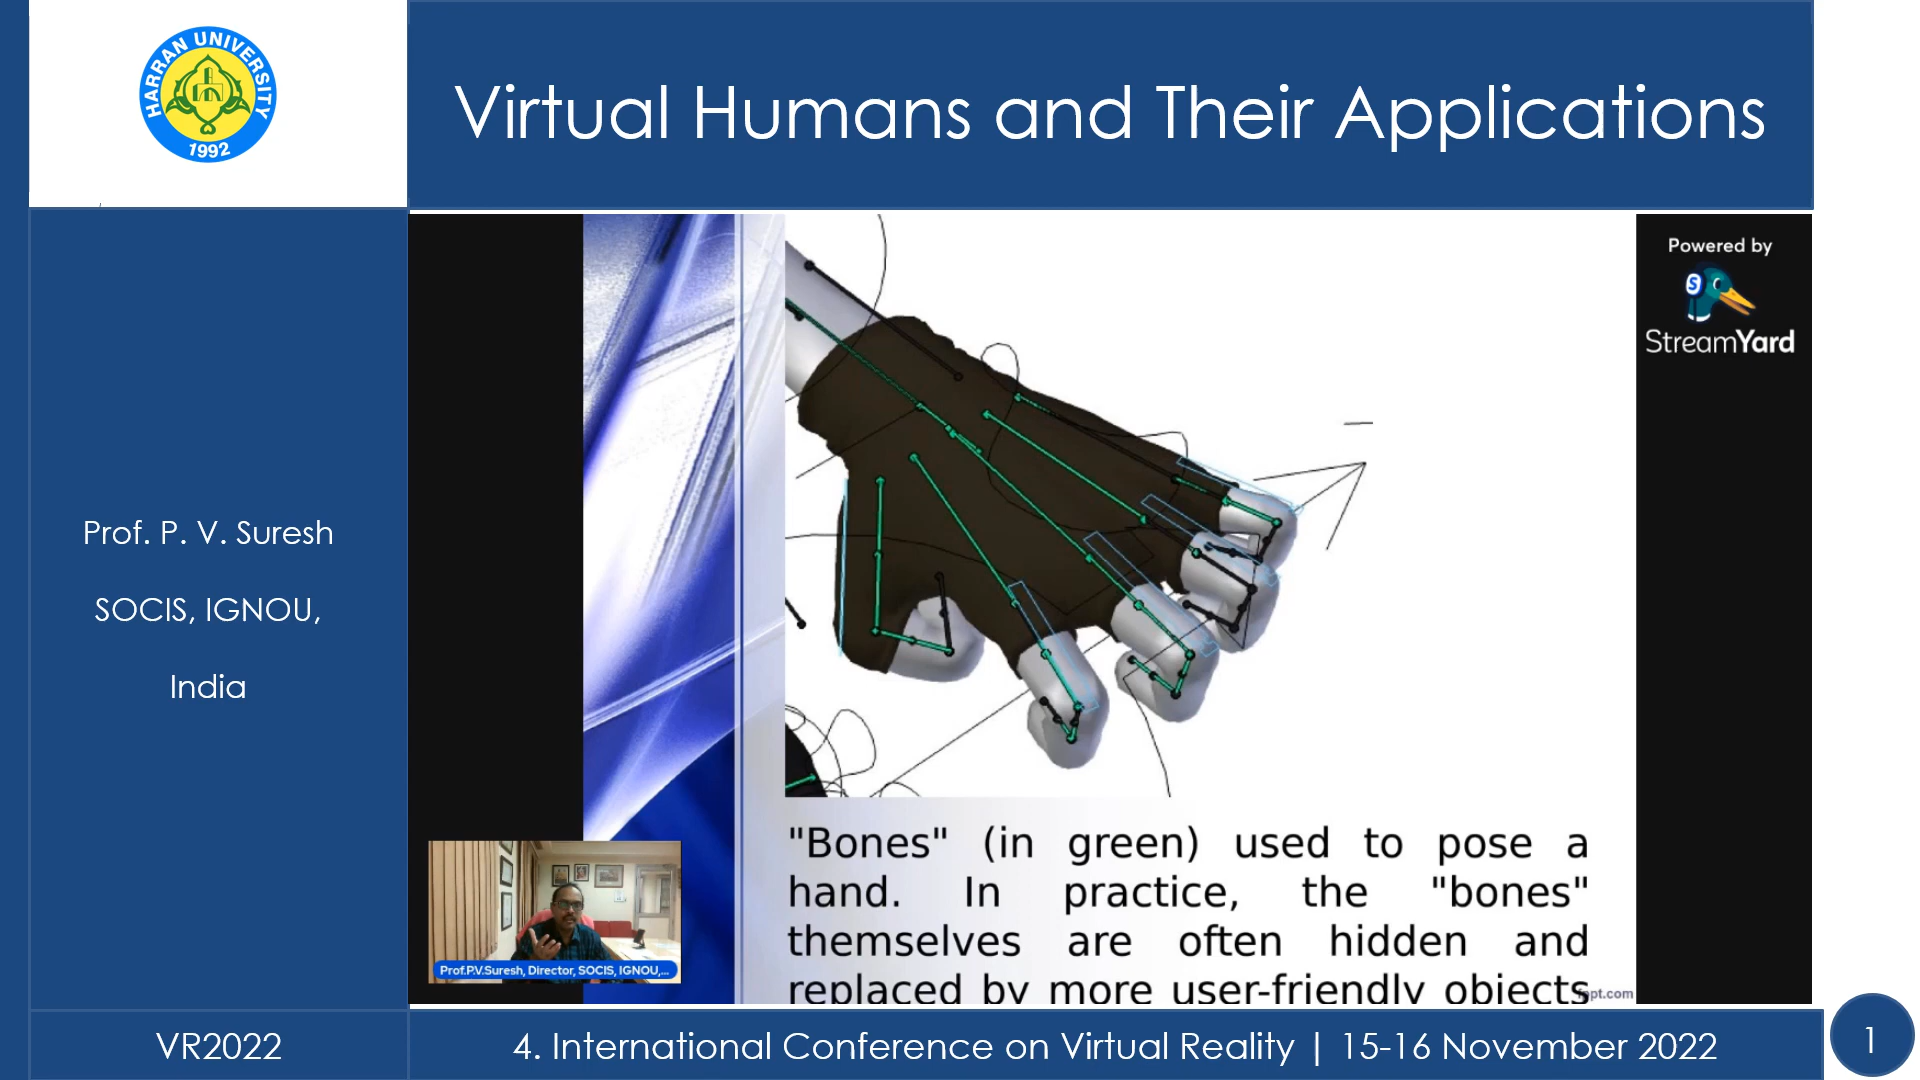 HARRAN UNIVERSITY
1992
Virtual Humans and Their Applications
Prof. P. V. Suresh
SOCIS, IGNOU,
India
Powered by
S
StreamYard
"Bones" (in green) used to pose a
hand. In practice, the "bones"
themselves are often hidden and
replaced by more user-friendly objects
Prof.P.V.Suresh, Director, SOCIS, IGNOU,...
VR2022
4. International Conference on Virtual Reality | 15-16 November 2022
1